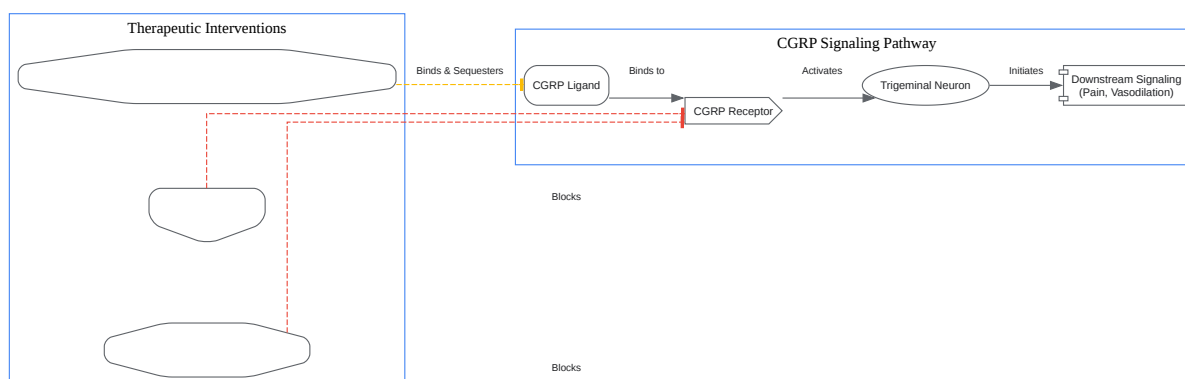 Therapeutic Interventions
CGRP Signaling Pathway
Binds & Sequesters
CGRP Ligand
Binds to
CGRP Receptor
Activates
Trigeminal Neuron
Initiates
Downstream Signaling
(Pain, Vasodilation)
Blocks
Blocks